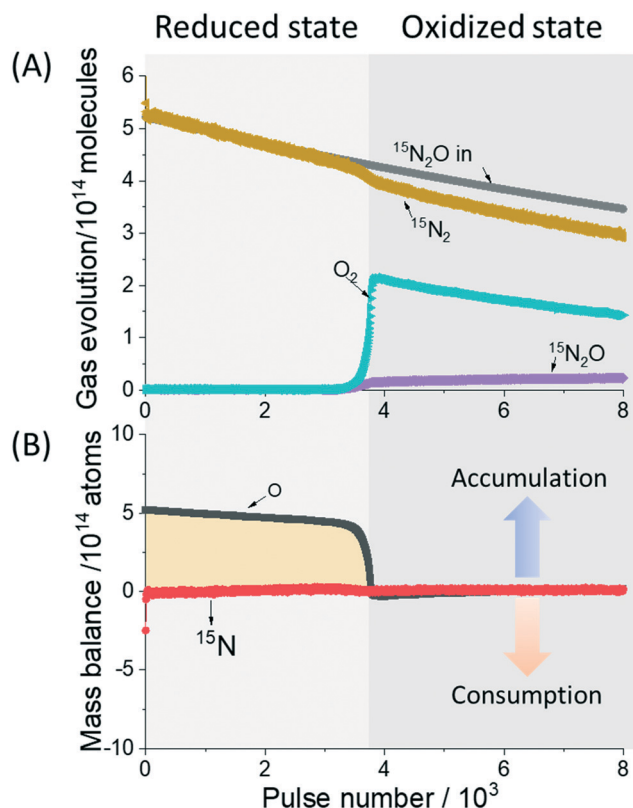 Reduced state Oxidized state
(A)
Gas evolution/10¹⁴ molecules
6
5
4
3
2
1
0
¹⁵N₂O in
¹⁵N₂
O₂
¹⁵N₂O
0 2 4 6 8
(B)
Mass balance /10¹⁴ atoms
10
5
0
-5
-10
O
¹⁵N
Accumulation
Consumption
0 2 4 6 8
Pulse number / 10³